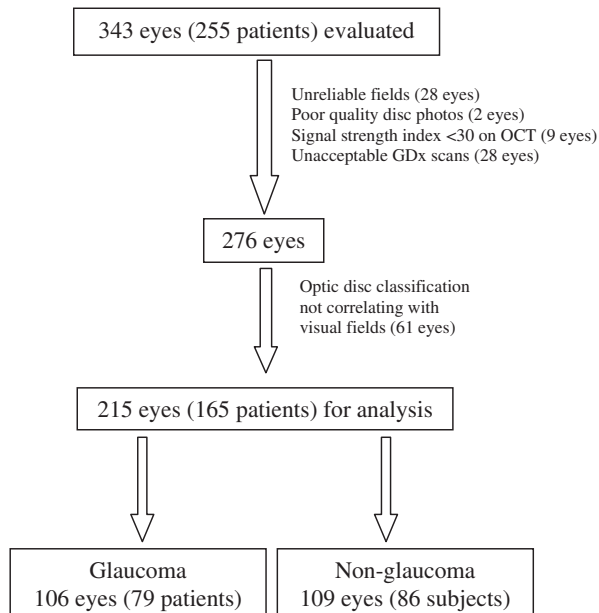 343 eyes (255 patients) evaluated
Unreliable fields (28 eyes)
Poor quality disc photos (2 eyes)
Signal strength index <30 on OCT (9 eyes)
Unacceptable GDx scans (28 eyes)
276 eyes
Optic disc classification
not correlating with
visual fields (61 eyes)
215 eyes (165 patients) for analysis
Glaucoma
106 eyes (79 patients)
Non-glaucoma
109 eyes (86 subjects)